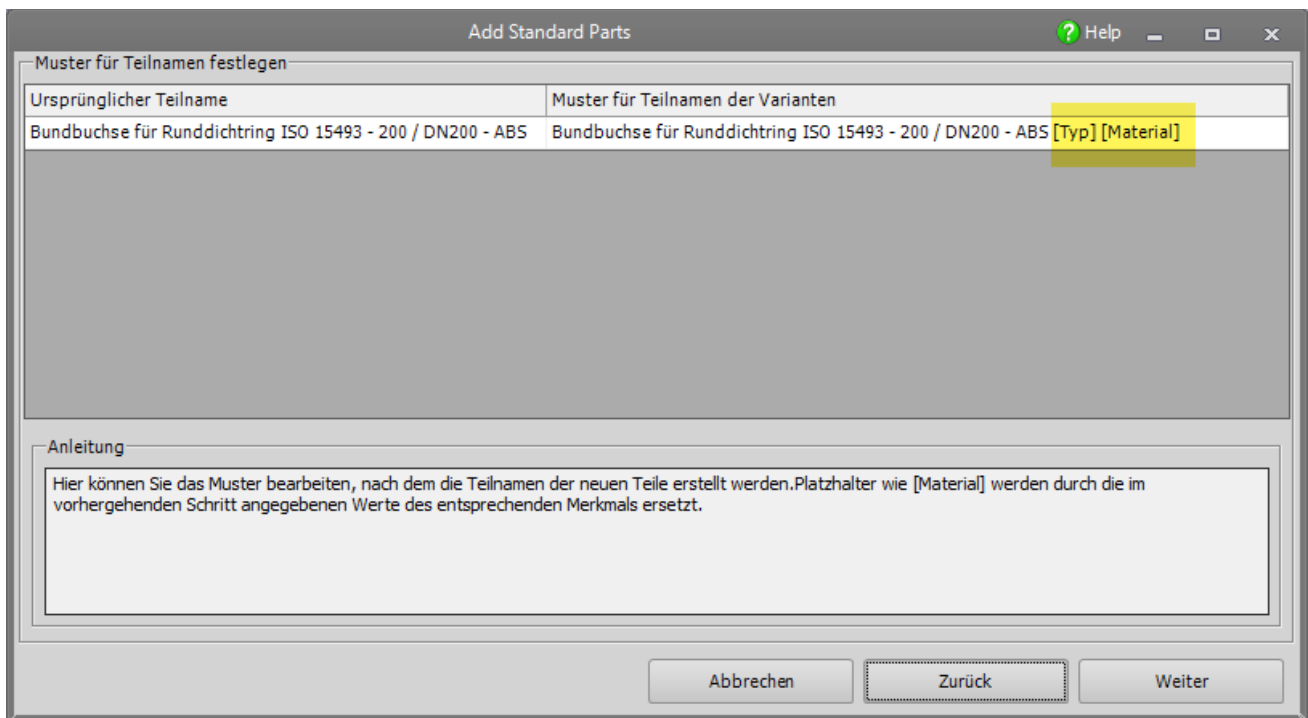 Add Standard Parts
Help
Muster für Teilnamen festlegen
Ursprünglicher Teilname
Muster für Teilnamen der Varianten
Bundbuchse für Runddichtring ISO 15493 - 200 / DN200 - ABS
Bundbuchse für Runddichtring ISO 15493 - 200 / DN200 - ABS [Typ] [Material]
Anleitung
Hier können Sie das Muster bearbeiten, nach dem die Teilnamen der neuen Teile erstellt werden.Platzhalter wie [Material] werden durch die im
vorhergehenden Schritt angegebenen Werte des entsprechenden Merkmals ersetzt.
Abbrechen
Zurück
Weiter